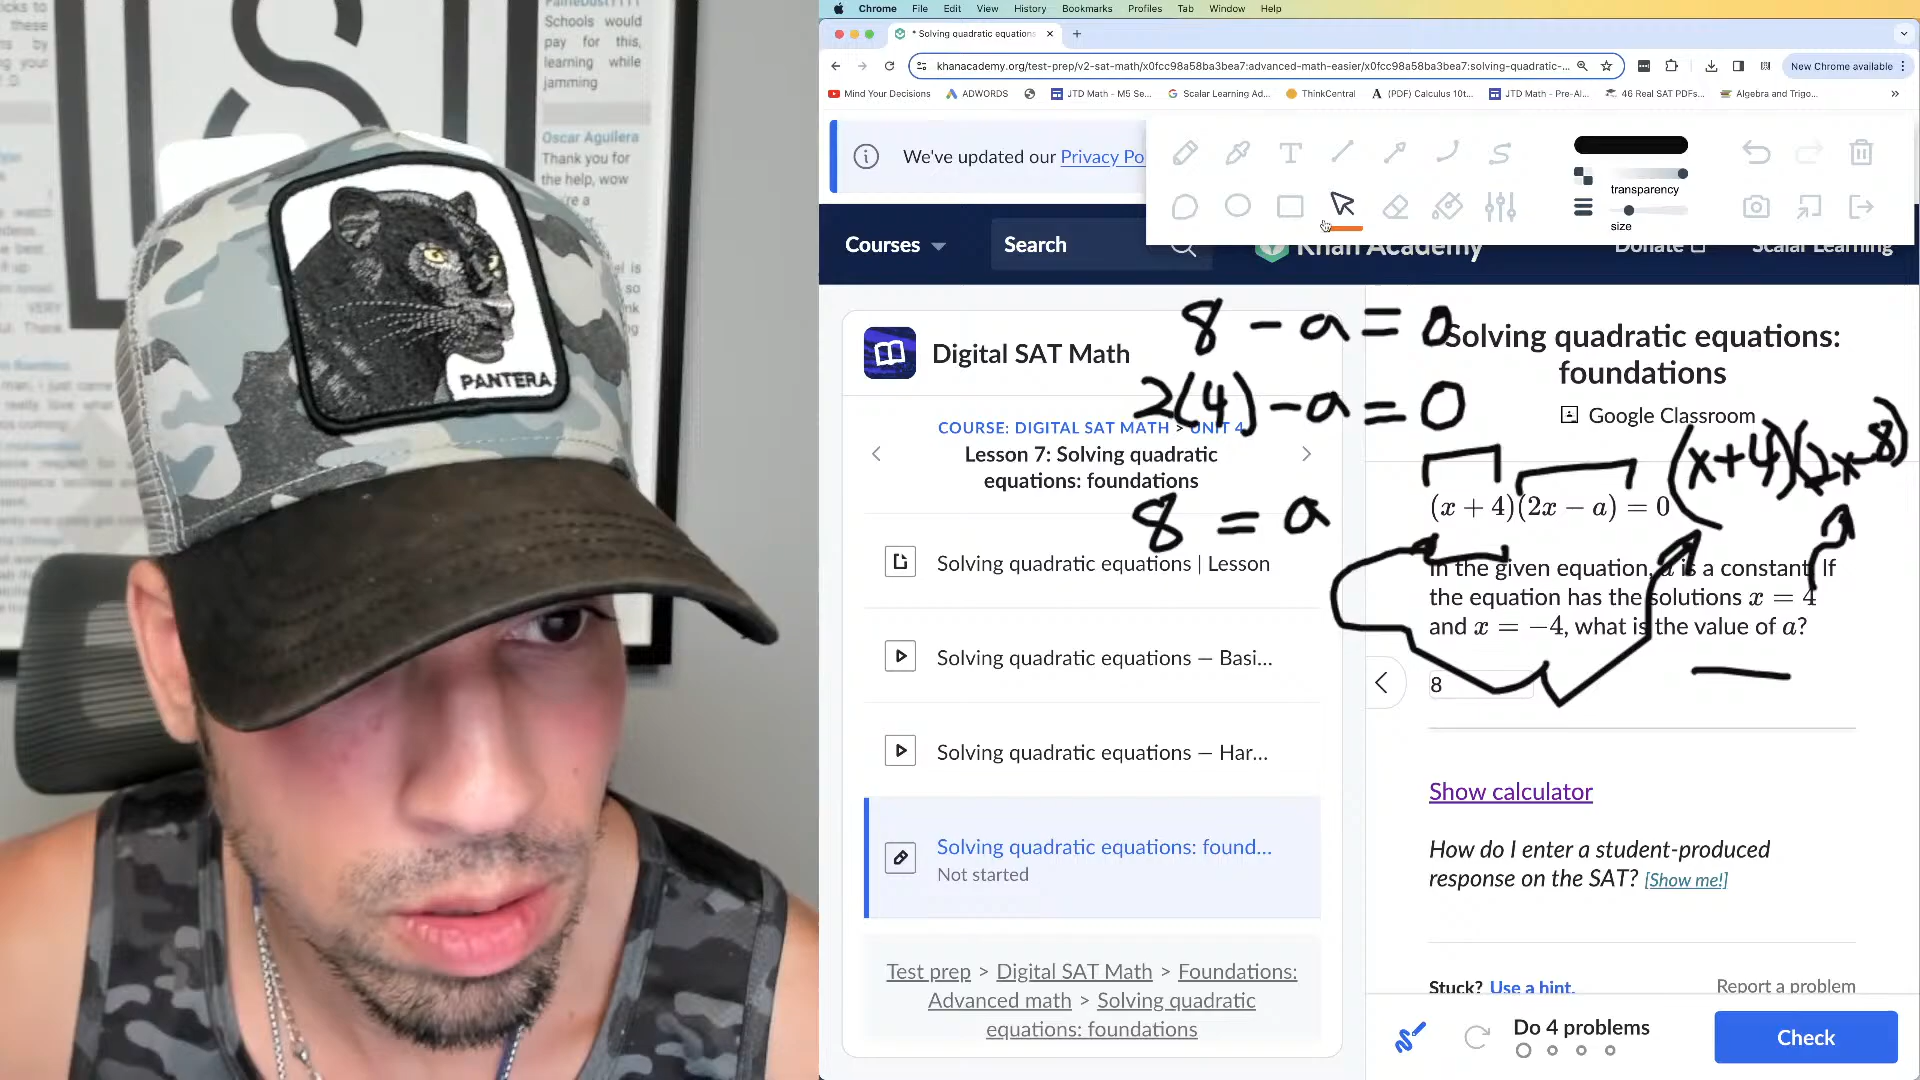 Chrome File Edit View History Bookmarks Profiles Tab Window Help
* Solving quadratic equation
khanacademy.org/test-prep/v2-sat-math/x0fcc98a58ba3bea7:advanced-math-easier/x0fcc98a58ba3bea7:solving-quadratic-...
New Chrome available
Mind Your Decisions ADWORDS JTD Math - M5 Se... Scalar Learning Ad... ThinkCentral (PDF) Calculus 10t... JTD Math - Pre-Al... 46 Real SAT PDFs... Algebra and Trigo...
We've updated our Privacy Po
transparency
size
Courses Search Khan Academy Donate Scalar Learning
Digital SAT Math
COURSE: DIGITAL SAT MATH > UNIT 4
Lesson 7: Solving quadratic
equations: foundations
Solving quadratic equations | Lesson
Solving quadratic equations — Basi...
Solving quadratic equations — Har...
Solving quadratic equations: found...
Not started
Test prep > Digital SAT Math > Foundations:
Advanced math > Solving quadratic
equations: foundations
8 - a = 0
2(4) - a = 0
8 = a
Solving quadratic equations:
foundations
Google Classroom
(x+4)(2x-8)
(x + 4)(2x − a) = 0
In the given equation, a is a constant. If
the equation has the solutions x = 4
and x = −4, what is the value of a?
8
Show calculator
How do I enter a student-produced
response on the SAT? [Show me!]
Stuck? Use a hint.
Report a problem
Do 4 problems
Check
PANTERA
PainieDust1111
Schools would
pay for this,
learning while
jamming
Oscar Aguilera
Thank you for
the help, wow